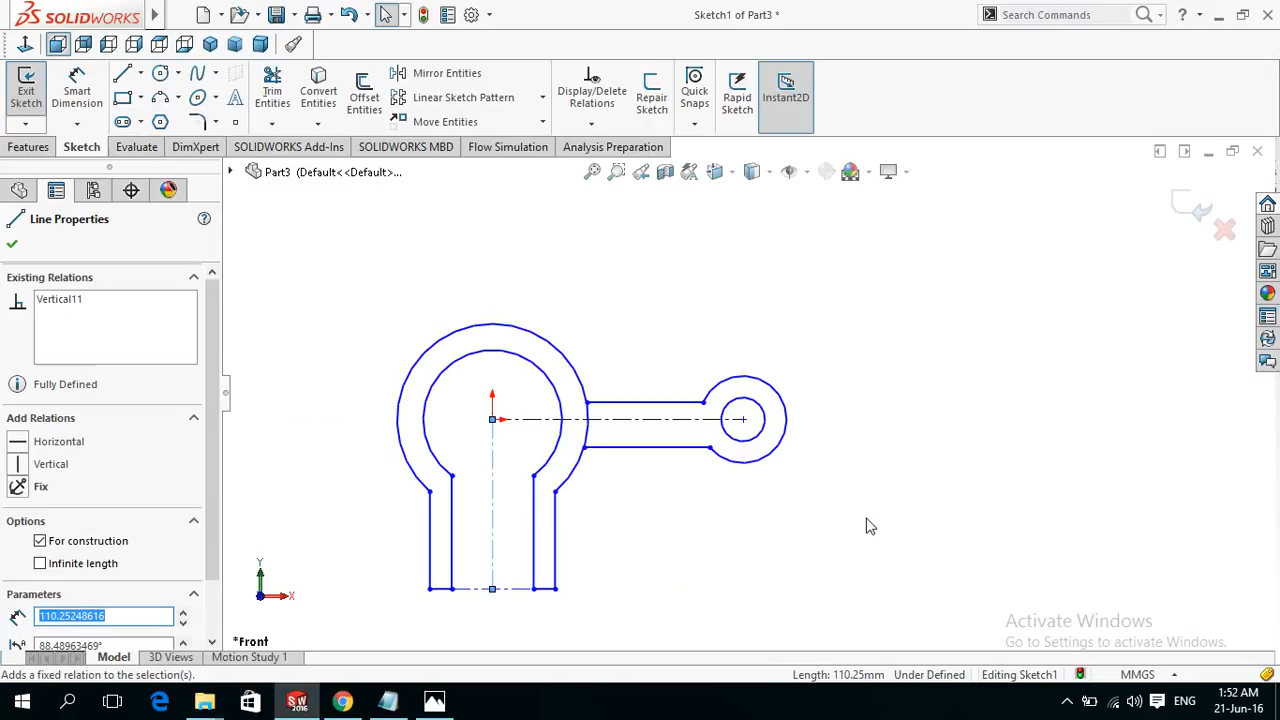 SOLIDWORKS
Sketch1 of Part3 *
Search Commands
?
Exit Sketch
Smart Dimension
Trim Entities
Convert Entities
Offset Entities
Mirror Entities
Linear Sketch Pattern
Move Entities
Display/Delete Relations
Repair Sketch
Quick Snaps
Rapid Sketch
Instant2D
Features
Sketch
Evaluate
DimXpert
SOLIDWORKS Add-Ins
SOLIDWORKS MBD
Flow Simulation
Analysis Preparation
Part3 (Default<<Default>...
Line Properties
?
Existing Relations
Vertical11
Fully Defined
Add Relations
Horizontal
Vertical
Fix
Options
For construction
Infinite length
Parameters
110.25248616
88.48963469°
Y
X
*Front
Activate Windows
Go to Settings to activate Windows.
Model
3D Views
Motion Study 1
Adds a fixed relation to the selection(s).
Length: 110.25mm
Under Defined
Editing Sketch1
MMGS
SW
2016
ENG
1:52 AM
21-Jun-16